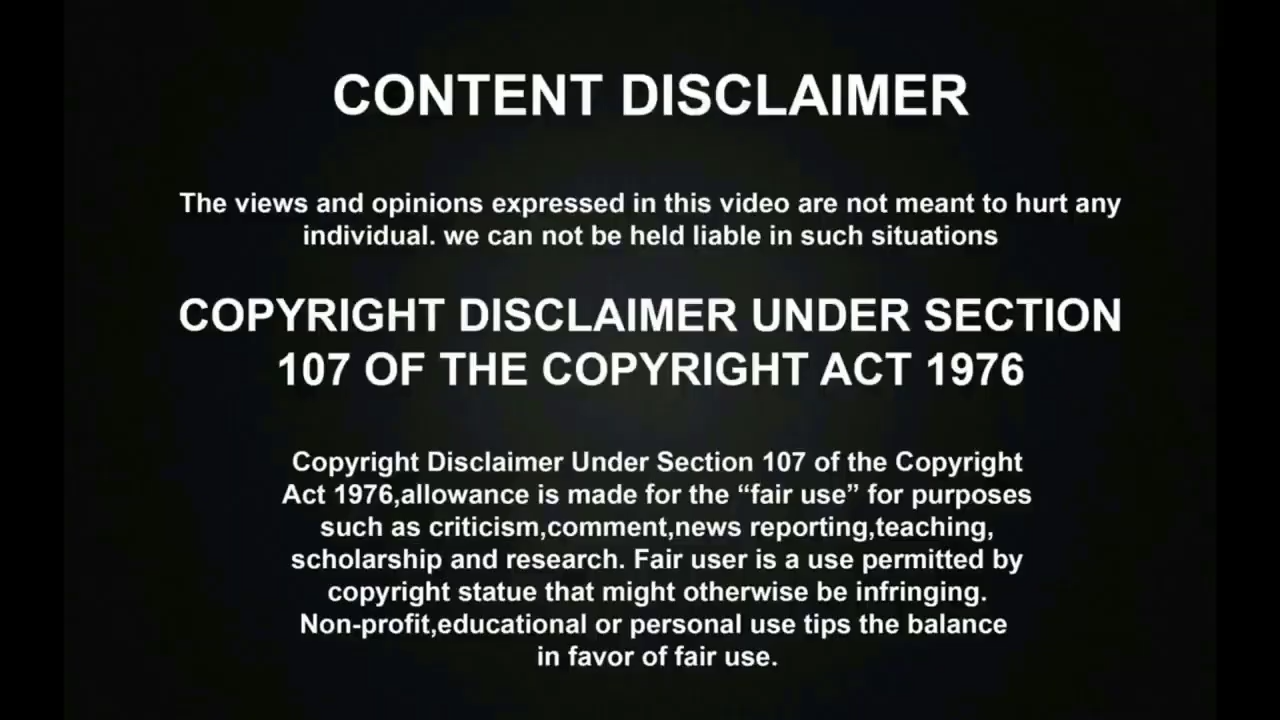 CONTENT DISCLAIMER
The views and opinions expressed in this video are not meant to hurt any
individual. we can not be held liable in such situations
COPYRIGHT DISCLAIMER UNDER SECTION
107 OF THE COPYRIGHT ACT 1976
Copyright Disclaimer Under Section 107 of the Copyright
Act 1976,allowance is made for the “fair use” for purposes
such as criticism,comment,news reporting,teaching,
scholarship and research. Fair user is a use permitted by
copyright statue that might otherwise be infringing.
Non-profit,educational or personal use tips the balance
in favor of fair use.